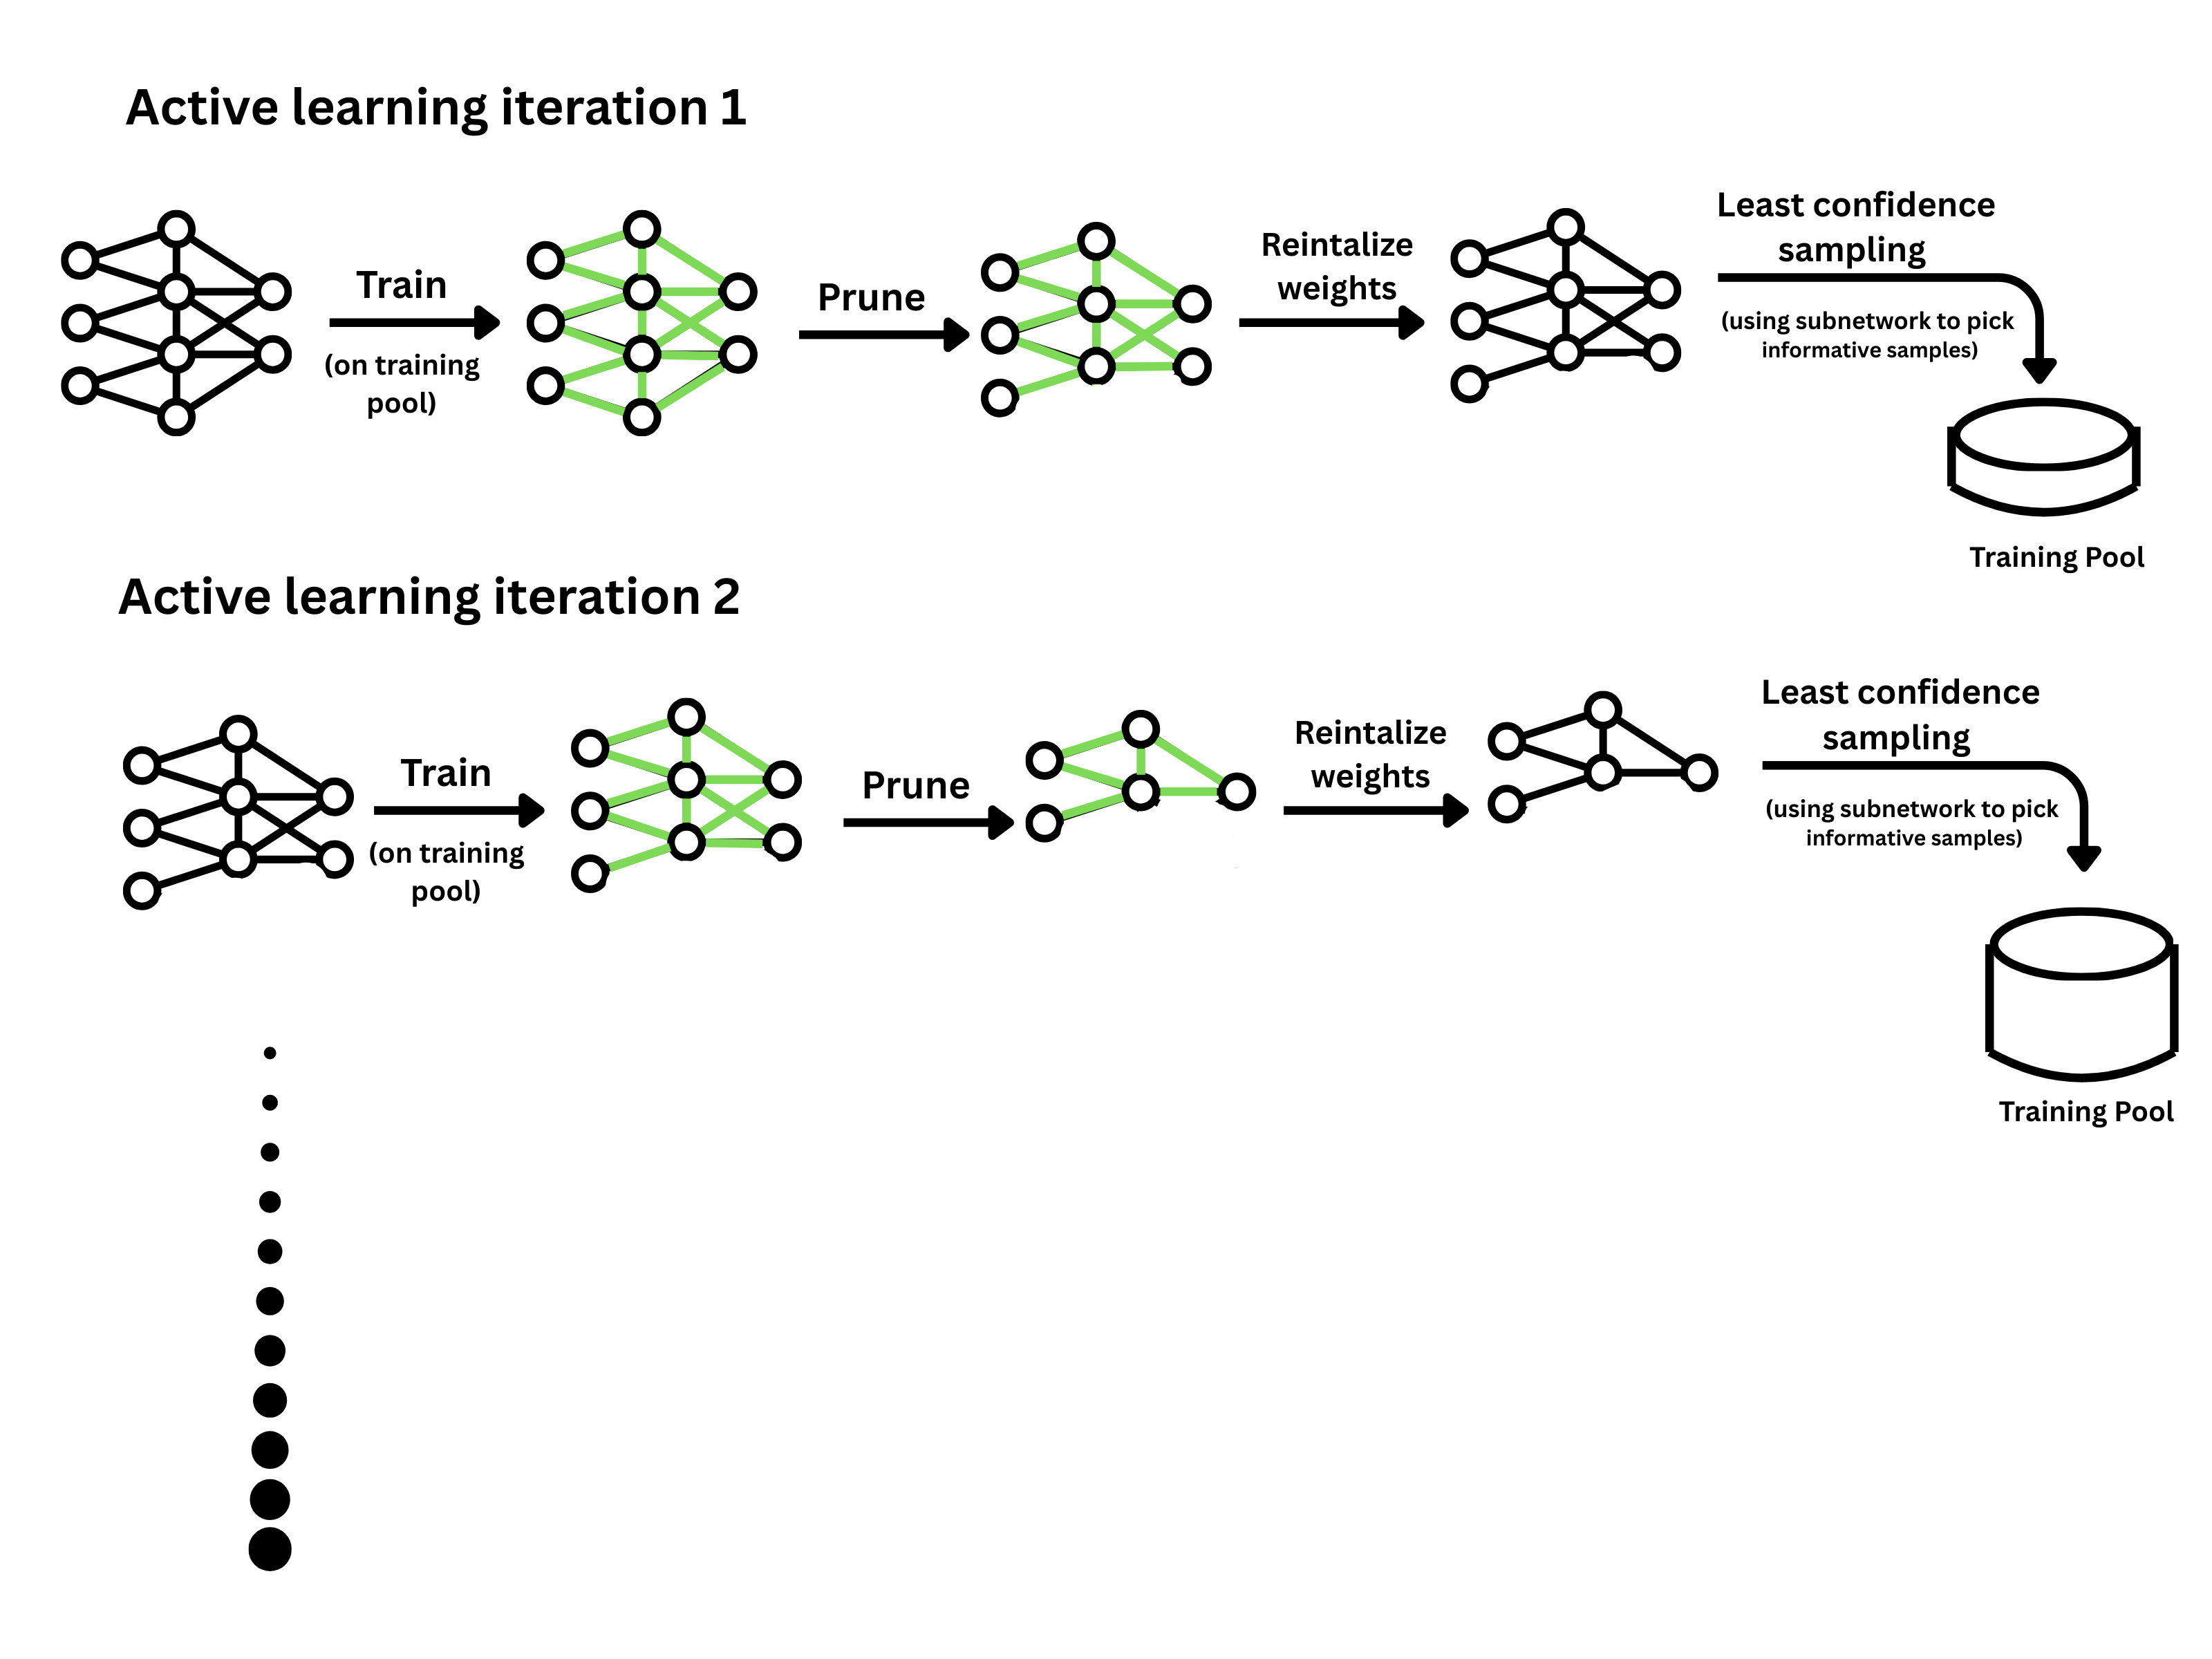 Active learning iteration 1
Train
(on training
pool)
Prune
Reintalize
weights
Least confidence
sampling
(using subnetwork to pick
informative samples)
Training Pool
Active learning iteration 2
Train
(on training
pool)
Prune
Reintalize
weights
Least confidence
sampling
(using subnetwork to pick
informative samples)
Training Pool